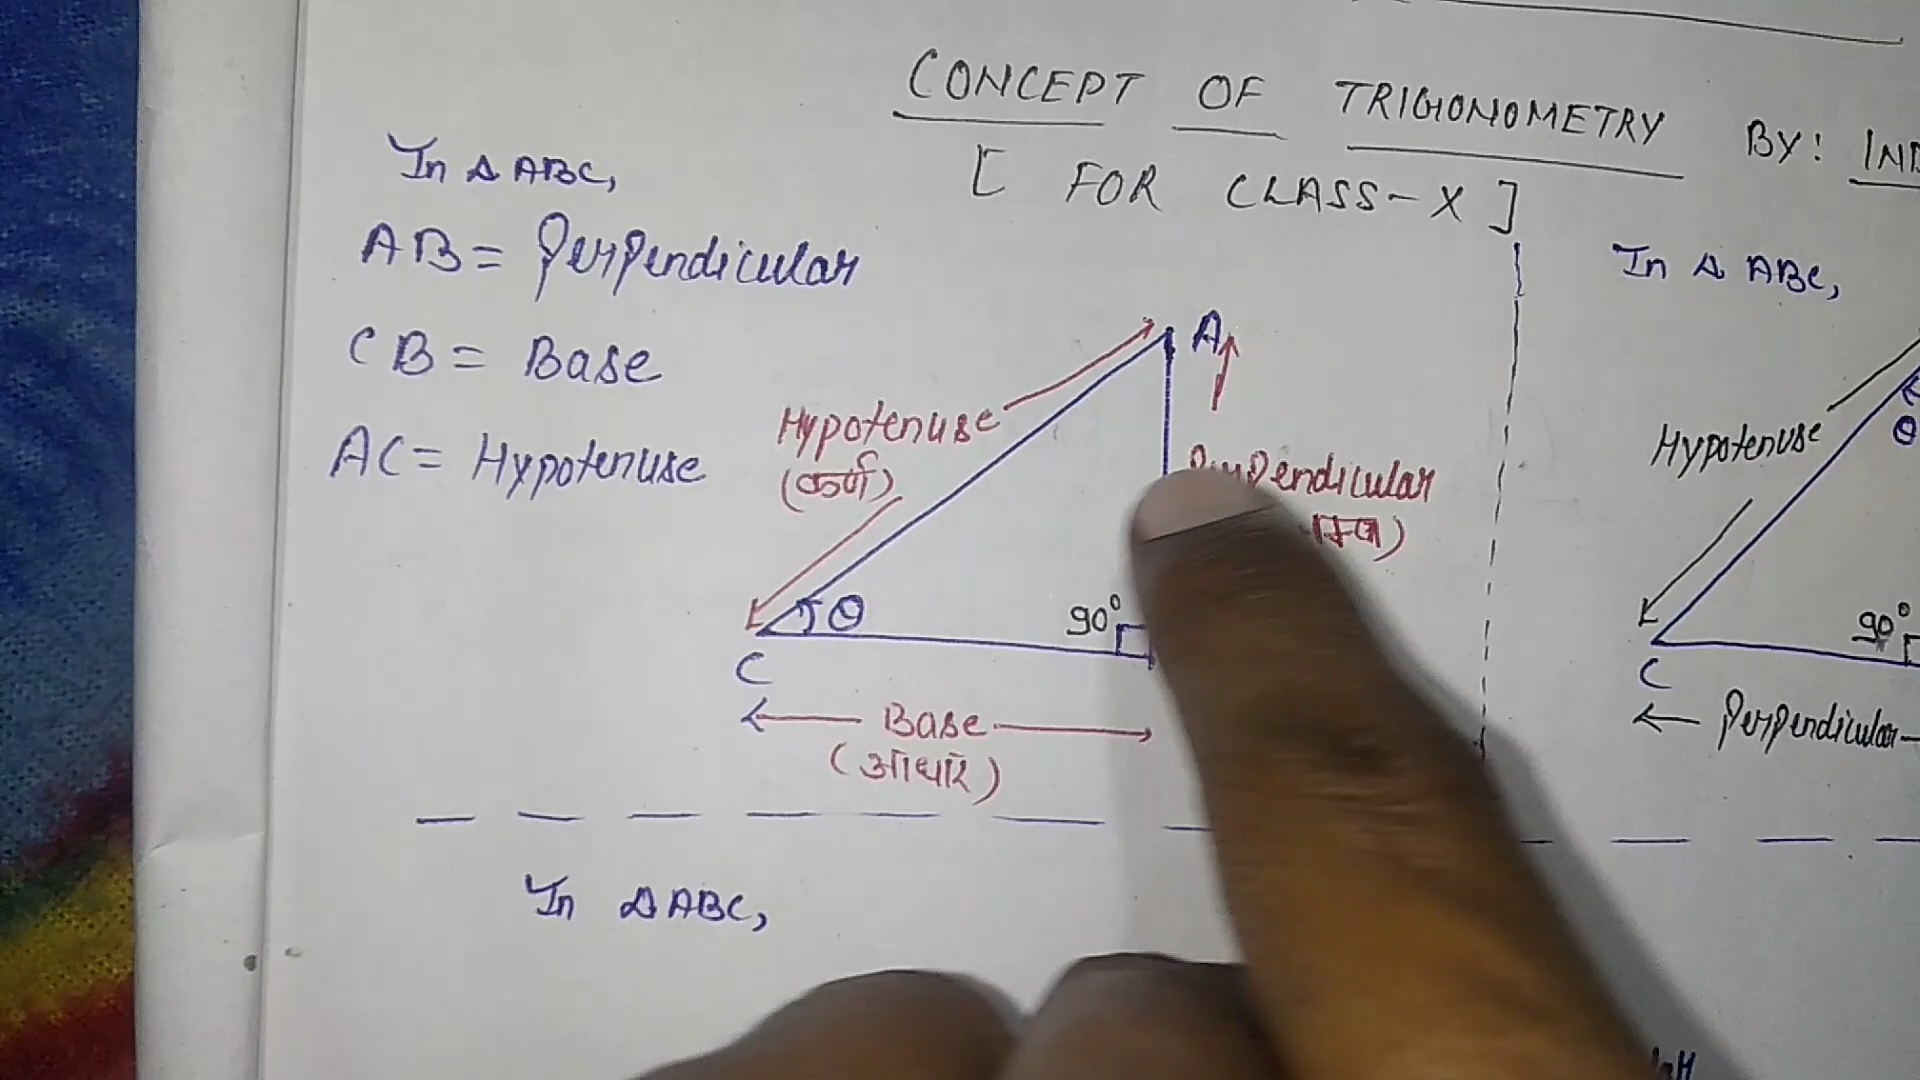 CONCEPT OF TRIGONOMETRY BY:
[ FOR CLASS-X ]
In Δ ABC,
AB = Perpendicular
CB = Base
AC = Hypotenuse
A
Hypotenuse
(कर्ण)
Perpendicular
θ
90°
C
Base
(आधार)
In Δ ABC,
Hypotenuse
θ
90°
C
Perpendicular
In Δ ABC,